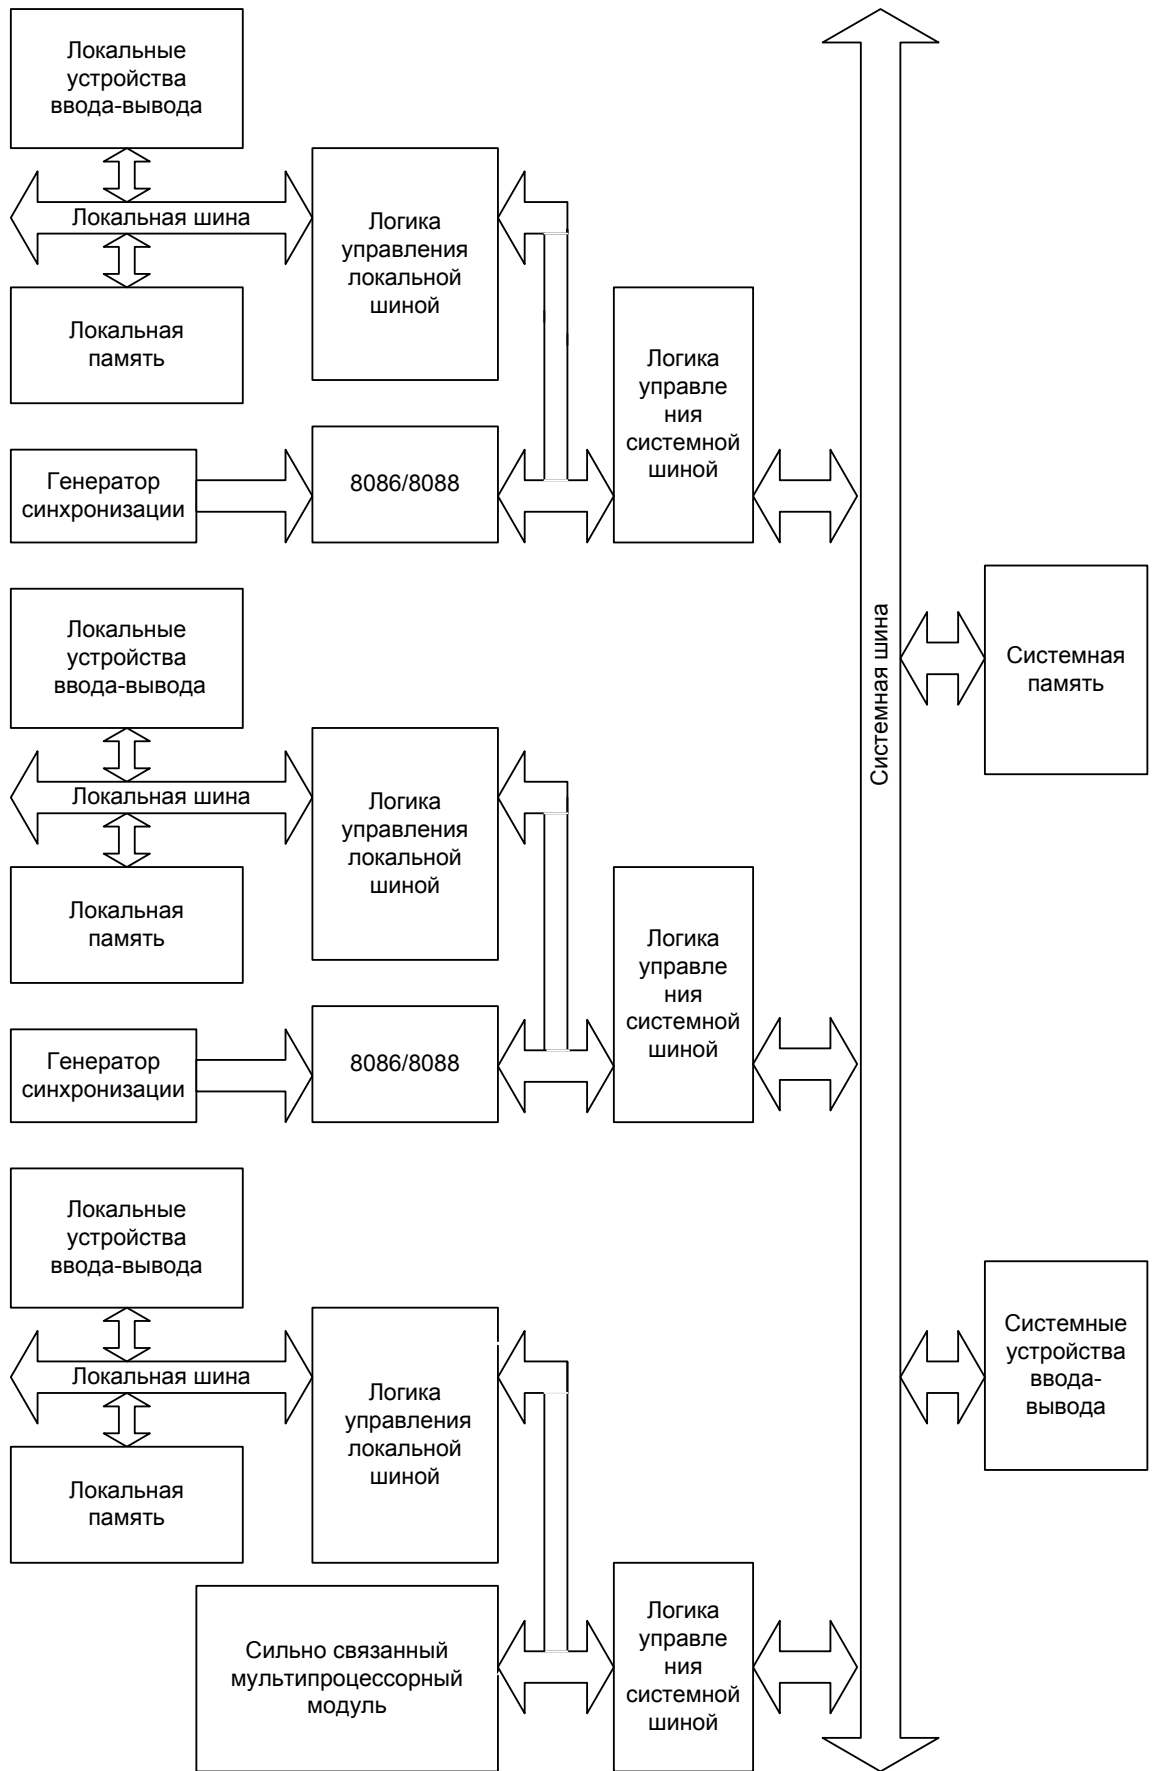 Локальные
устройства
ввода-вывода
Локальная шина
Локальная
память
Логика
управления
локальной
шиной
Генератор
синхронизации
8086/8088
Логика
управле
ния
системной
шиной
Локальные
устройства
ввода-вывода
Локальная шина
Локальная
память
Логика
управления
локальной
шиной
Генератор
синхронизации
8086/8088
Логика
управле
ния
системной
шиной
Локальные
устройства
ввода-вывода
Локальная шина
Локальная
память
Логика
управления
локальной
шиной
Сильно связанный
мультипроцессорный
модуль
Логика
управле
ния
системной
шиной
Системная шина
Системная
память
Системные
устройства
ввода-
вывода